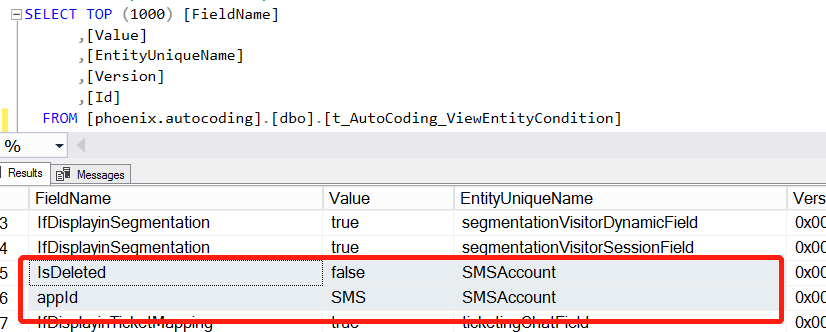 SELECT TOP (1000) [FieldName]
,[Value]
,[EntityUniqueName]
,[Version]
,[Id]
FROM [phoenix.autocoding].[dbo].[t_AutoCoding_ViewEntityCondition]
%
Results Messages
FieldName Value EntityUniqueName Vers
3 IfDisplayinSegmentation true segmentationVisitorDynamicField 0x00
4 IfDisplayinSegmentation true segmentationVisitorSessionField 0x00
5 IsDeleted false SMSAccount 0x00
6 appId SMS SMSAccount 0x00
7 IfDisplayinTicketMapping true ticketingChatField 0x00